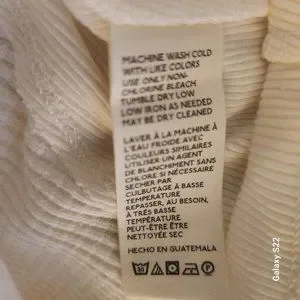 MACHINE WASH COLD
WITH LIKE COLORS
USE ONLY NON-
CHLORINE BLEACH
TUMBLE DRY LOW
LOW IRON AS NEEDED
MAY BE DRY CLEANED
LAVER À LA MACHINE À
L'EAU FROIDE AVEC
COULEURS SIMILAIRES
UTILISER UN AGENT
DE BLANCHIMENT SANS
CHLORE SI NÉCESSAIRE
SECHER PAR
CULBUTAGE À BASSE
TEMPÉRATURE
REPASSER, AU BESOIN,
À TRÈS BASSE
TEMPÉRATURE
PEUT-ÊTRE ÊTRE
NETTOYÉE SEC
HECHO EN GUATEMALA
Galaxy S22